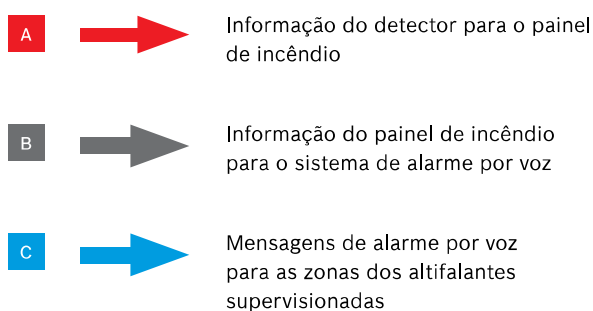 A
Informação do detector para o painel
de incêndio
B
Informação do painel de incêndio
para o sistema de alarme por voz
C
Mensagens de alarme por voz
para as zonas dos altifalantes
supervisionadas